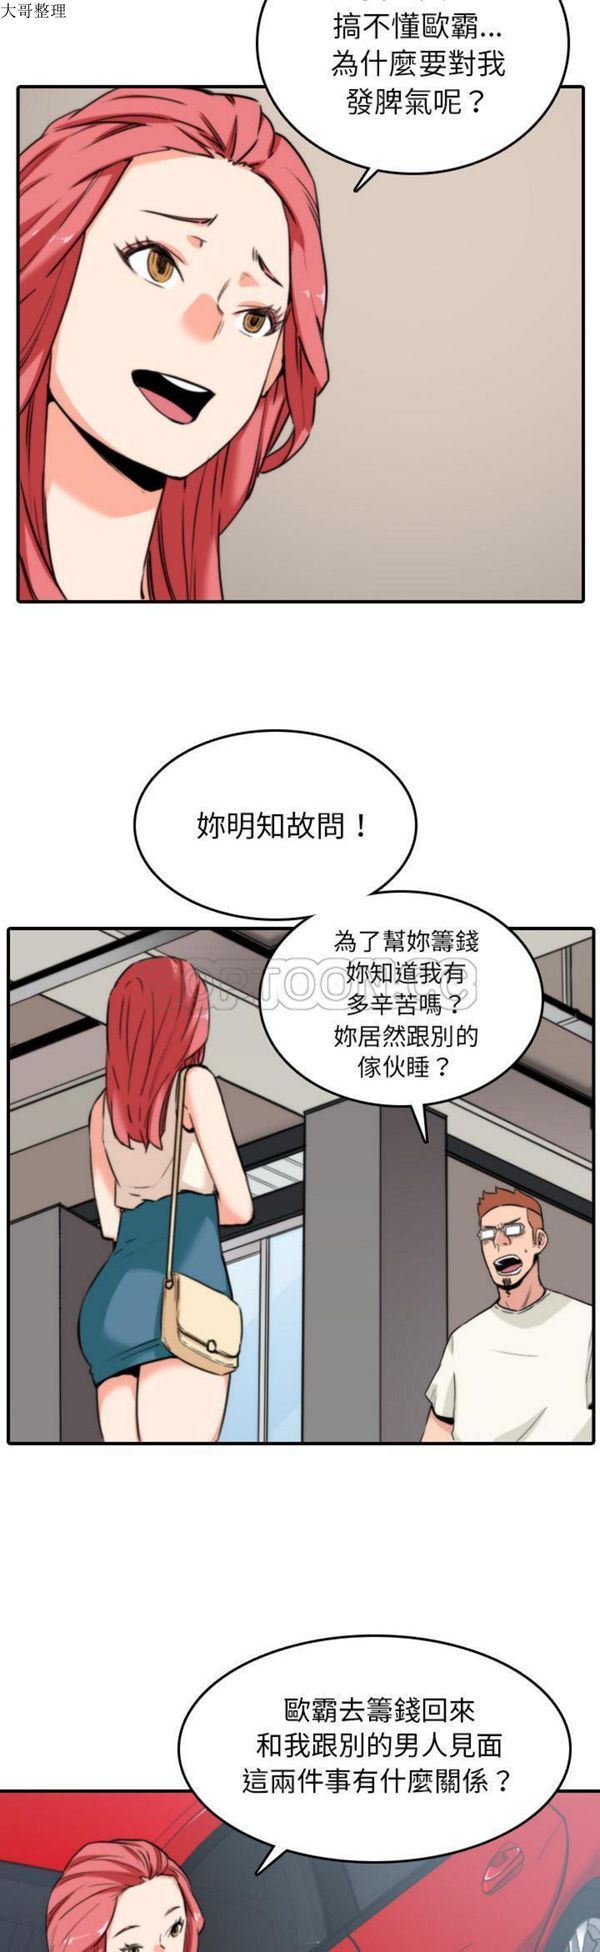 大哥整理
搞不懂歐霸...
為什麼要對我
發脾氣呢？
妳明知故問！
為了幫妳籌錢
妳知道我有
多辛苦嗎？
妳居然跟別的
傢伙睡？
TOPTOON.CC
歐霸去籌錢回來
和我跟別的男人見面
這兩件事有什麼關係？